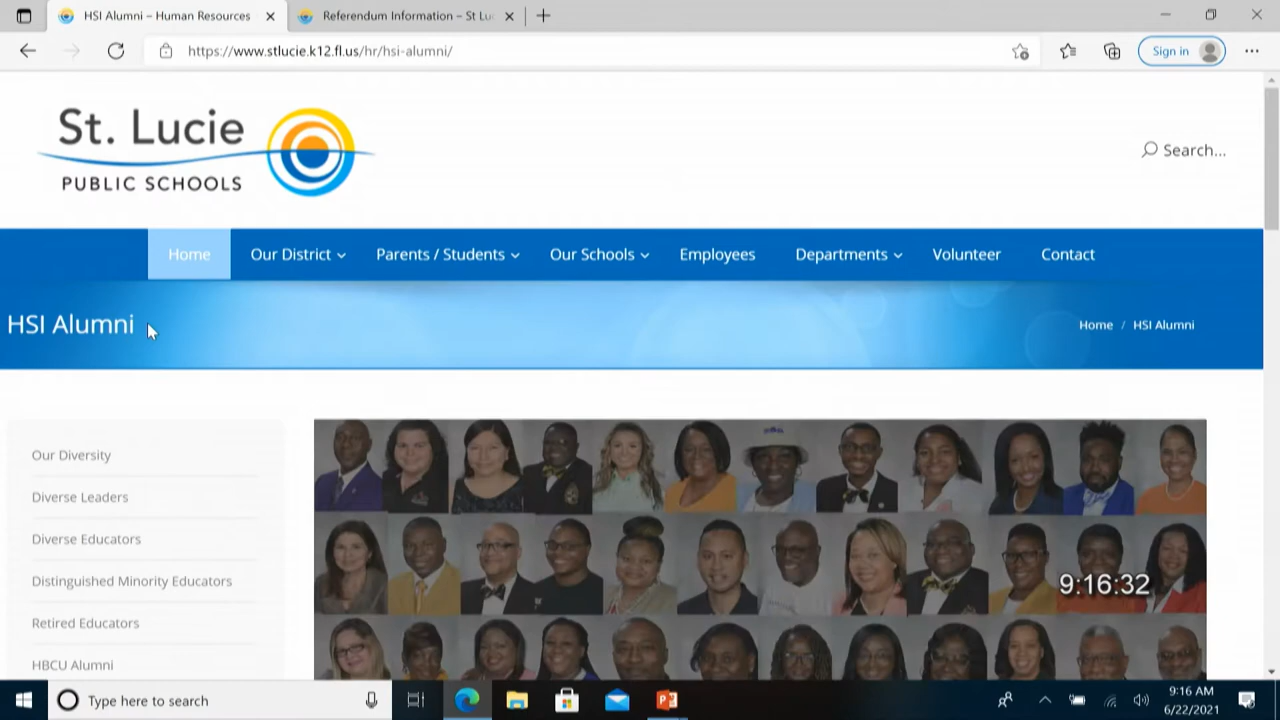 HSI Alumni – Human Resources
Referendum Information – St Luc
https://www.stlucie.k12.fl.us/hr/hsi-alumni/
Sign in
St. Lucie
PUBLIC SCHOOLS
Search...
Home
Our District
Parents / Students
Our Schools
Employees
Departments
Volunteer
Contact
HSI Alumni
Home / HSI Alumni
Our Diversity
Diverse Leaders
Diverse Educators
Distinguished Minority Educators
Retired Educators
HBCU Alumni
9:16:32
Type here to search
9:16 AM
6/22/2021